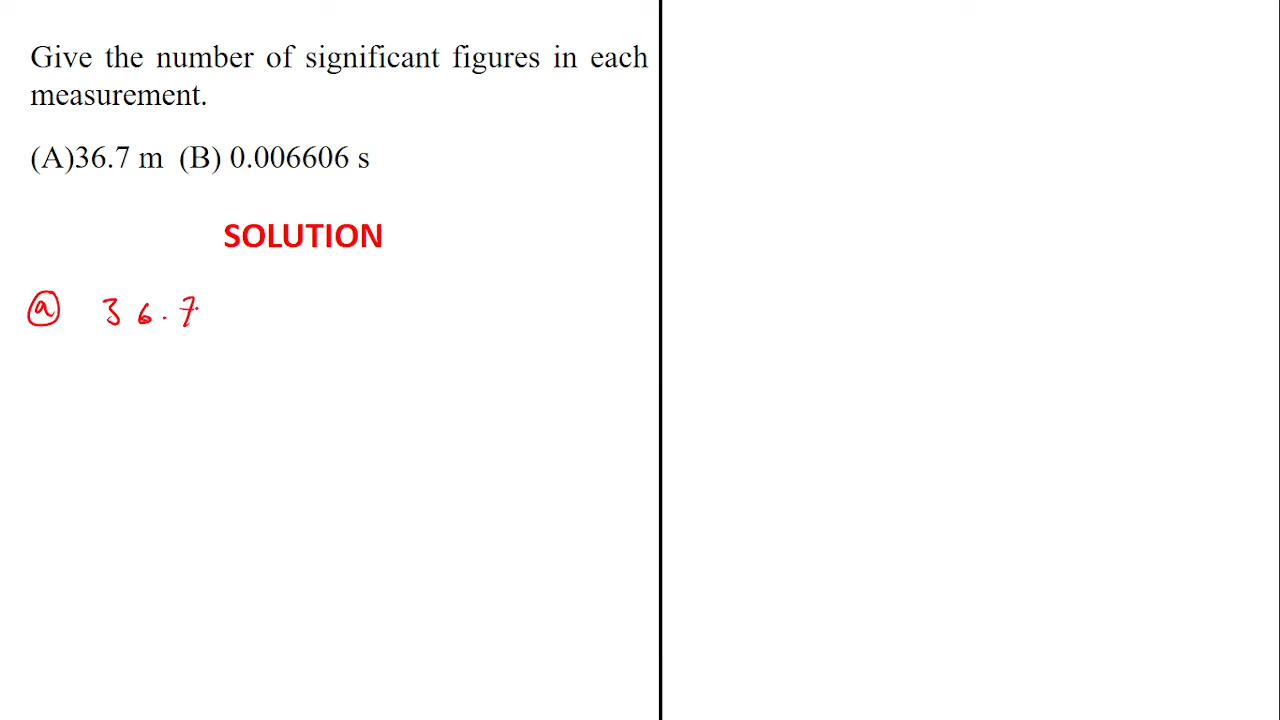 Give the number of significant figures in each
measurement.
(A)36.7 m (B) 0.006606 s
SOLUTION
ⓐ 36.7